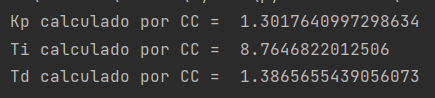 Kp calculado por CC =  1.3017640997298634
Ti calculado por CC =  8.7646822012506
Td calculado por CC =  1.3865655439056073